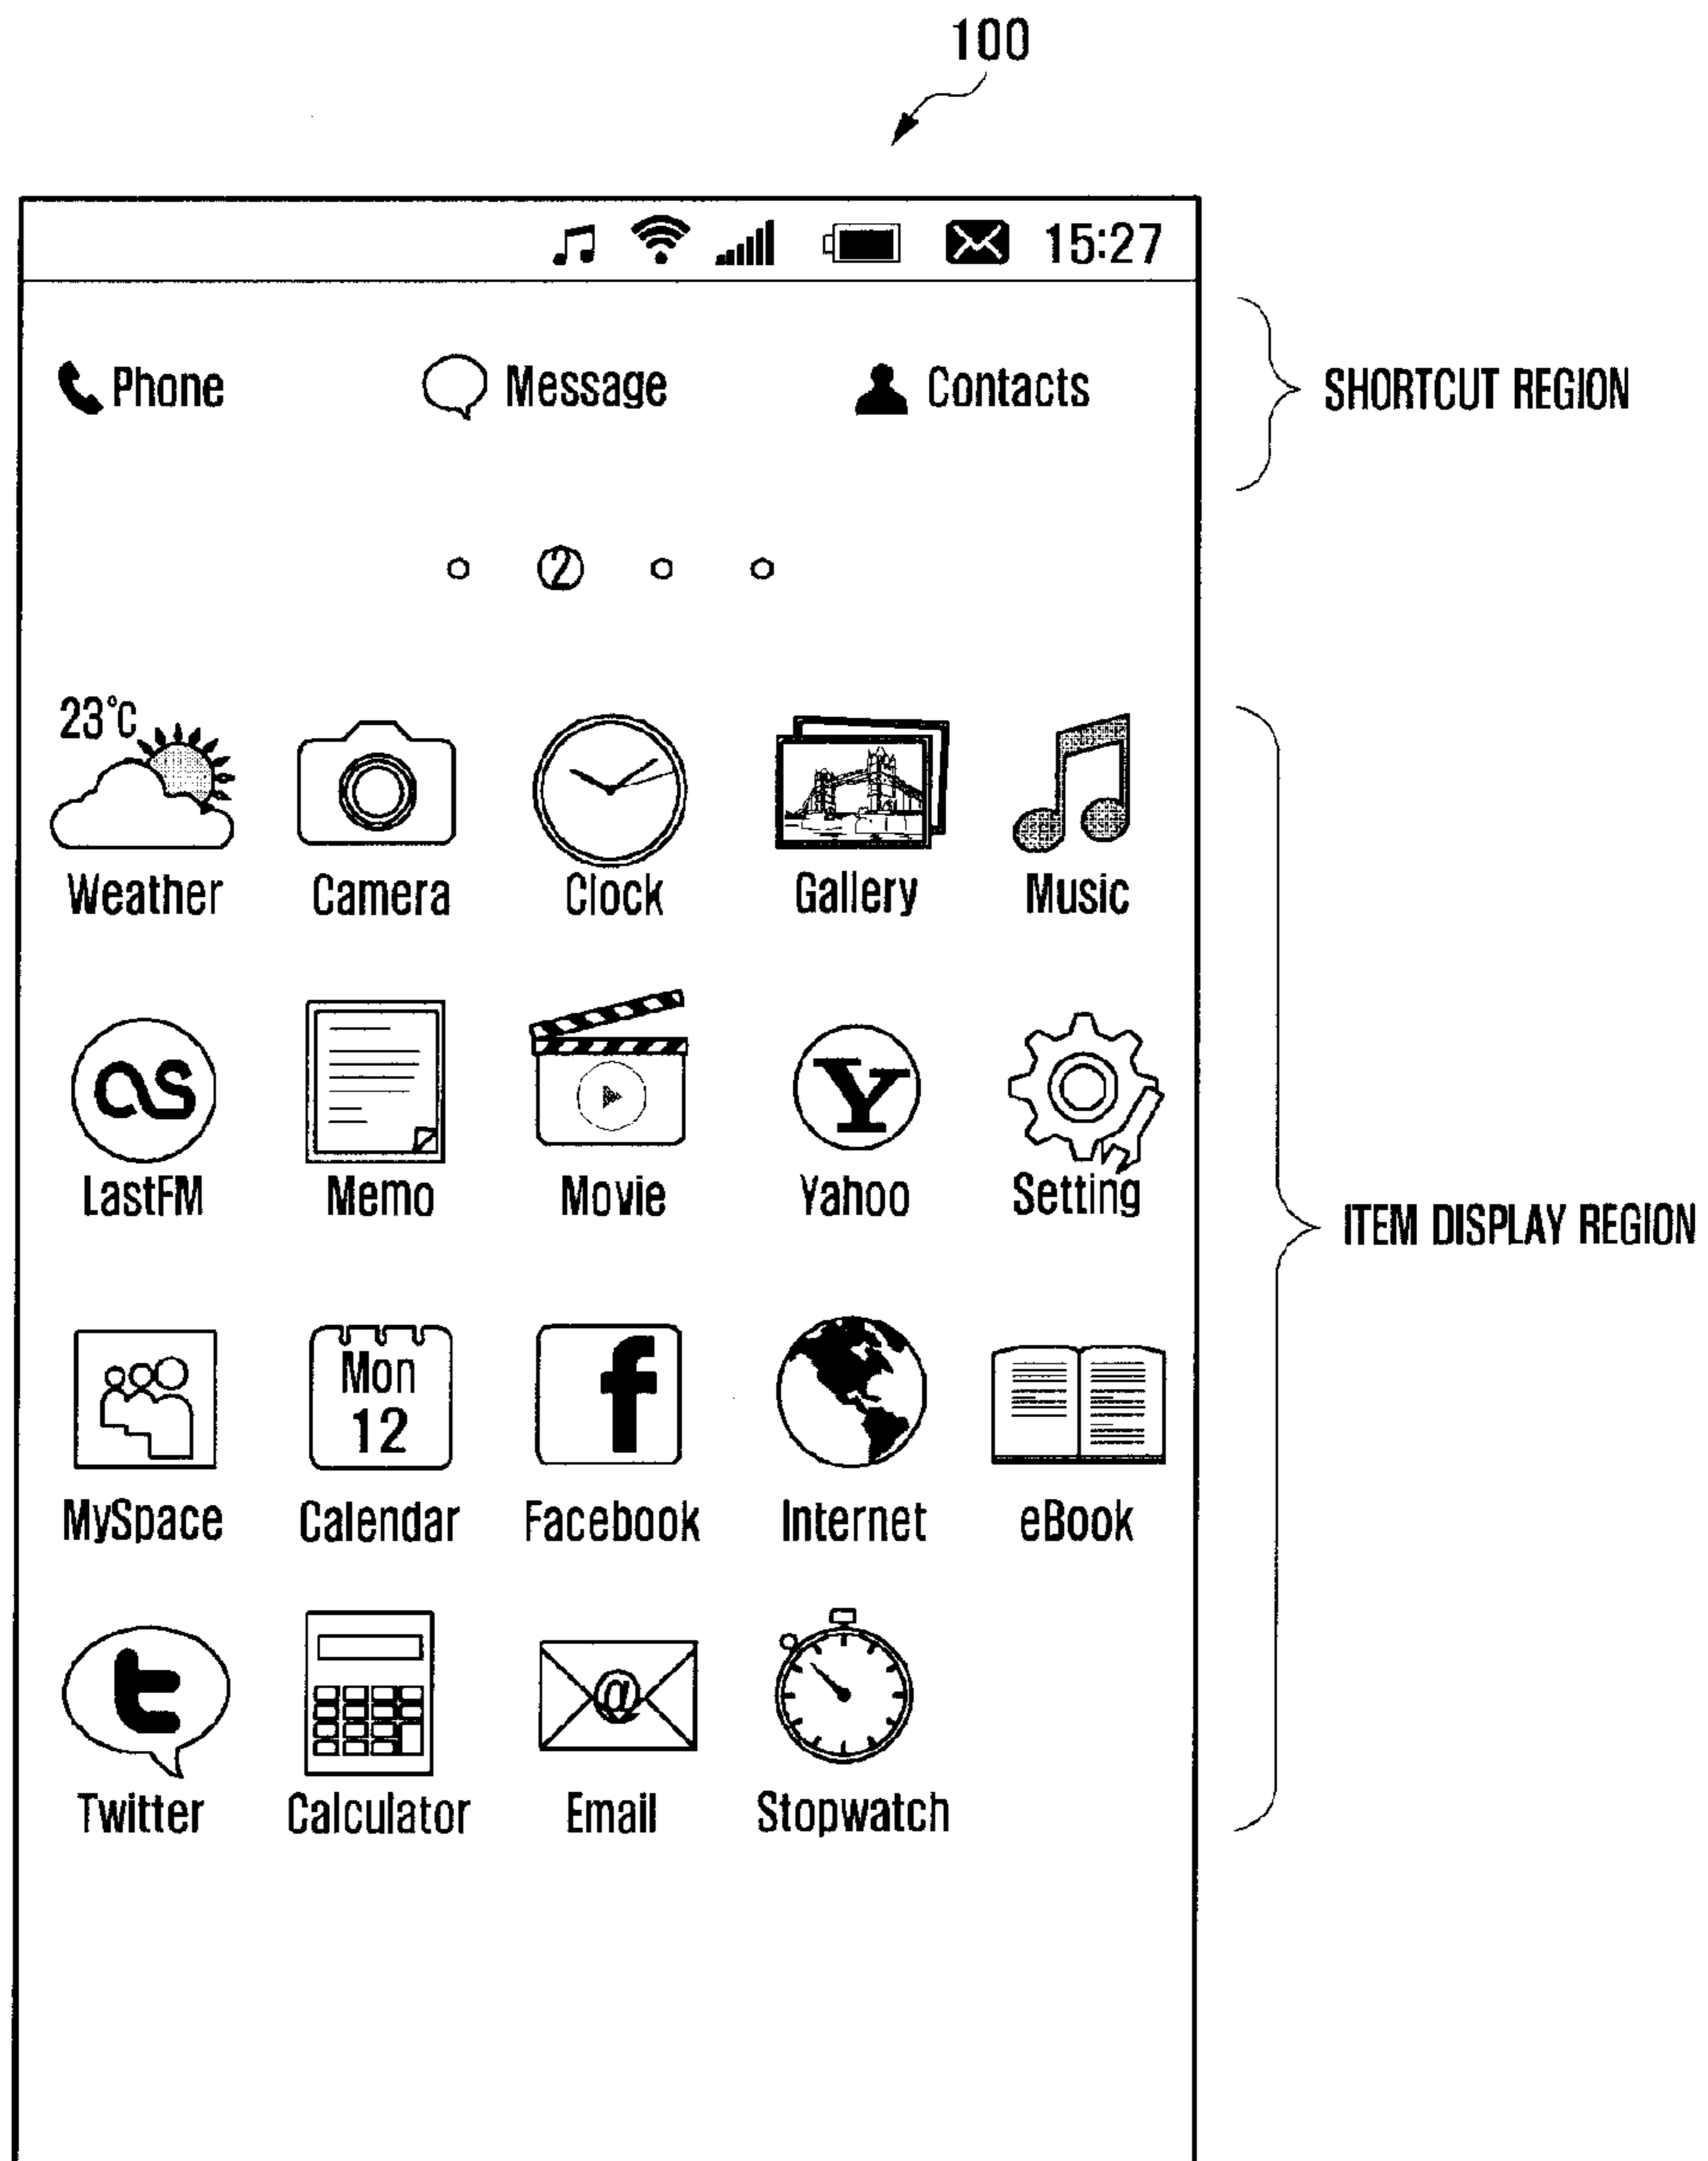 100
15:27
Phone Message Contacts
SHORTCUT REGION
2
23°C
Weather Camera Clock Gallery Music
as Y
LastFM Memo Movie Yahoo Setting
ITEM DISPLAY REGION
Mon
12
f
MySpace Calendar Facebook Internet eBook
t @
Twitter Calculator Email Stopwatch